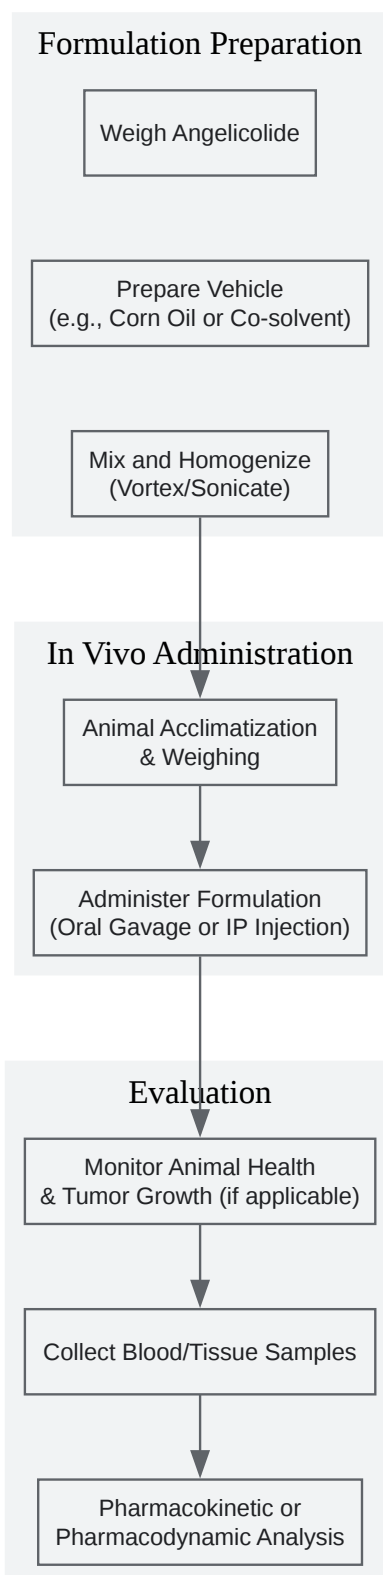 Formulation Preparation
Weigh Angelicolide
Prepare Vehicle
(e.g., Corn Oil or Co-solvent)
Mix and Homogenize
(Vortex/Sonicate)
In Vivo Administration
Animal Acclimatization
& Weighing
Administer Formulation
(Oral Gavage or IP Injection)
Evaluation
Monitor Animal Health
& Tumor Growth (if applicable)
Collect Blood/Tissue Samples
Pharmacokinetic or
Pharmacodynamic Analysis